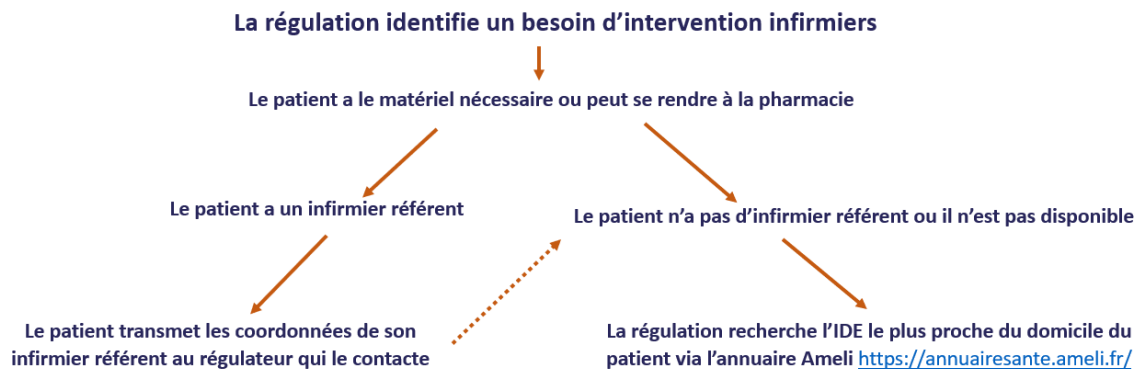 La régulation identifie un besoin d’intervention infirmiers
Le patient a le matériel nécessaire ou peut se rendre à la pharmacie
Le patient a un infirmier référent
Le patient n’a pas d’infirmier référent ou il n’est pas disponible
Le patient transmet les coordonnées de son
infirmier référent au régulateur qui le contacte
La régulation recherche l’IDE le plus proche du domicile du
patient via l’annuaire Ameli https://annuairesante.ameli.fr/